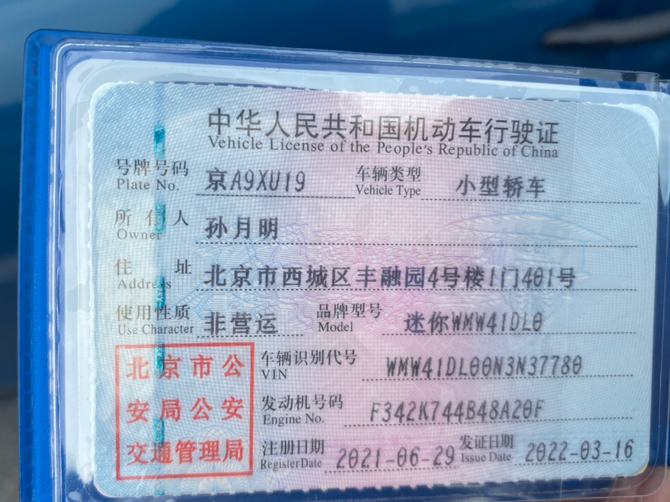 中华人民共和国机动车行驶证
Vehicle License of the People's Republic of China
号牌号码 京A9XU19 车辆类型 小型轿车
Plate No. Vehicle Type
所有人 孙月明
Owner
住址 北京市西城区丰融园4号楼1门401号
Address
使用性质 非营运 品牌型号 迷你WMW41DL0
Use Character Model
北京市公
安局公安
交通管理局
车辆识别代号 WMW41DL00N3N37780
VIN
发动机号码 F342K744B48A20F
Engine No.
注册日期 2021-06-29 发证日期 2022-03-16
Register Date Issue Date